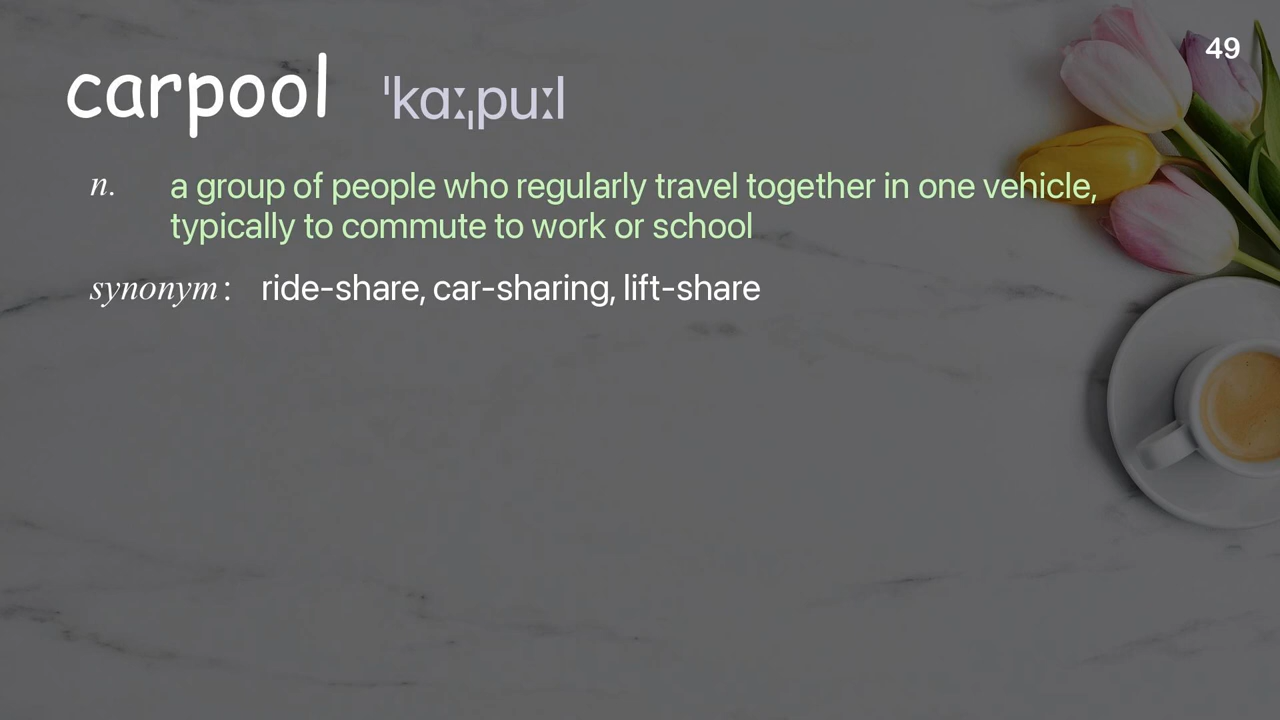 49
carpool ˈkɑːˌpuːl
n. a group of people who regularly travel together in one vehicle,
typically to commute to work or school
synonym: ride-share, car-sharing, lift-share